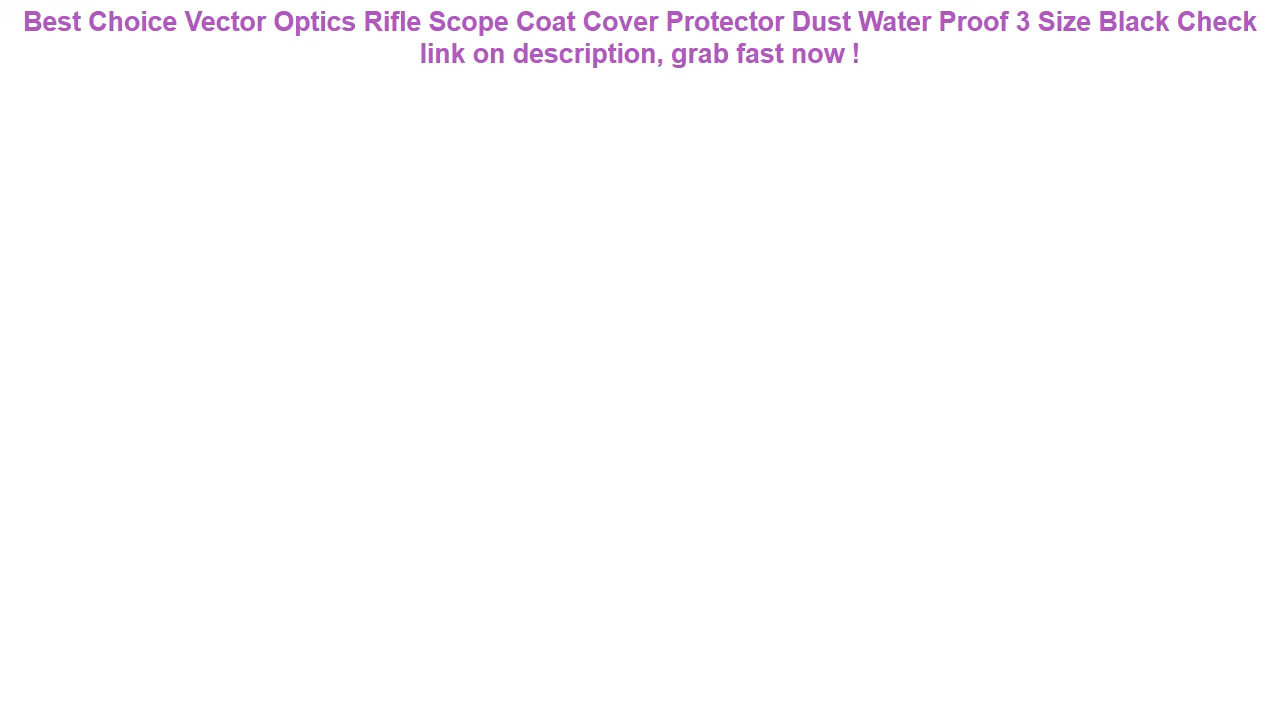 Best Choice Vector Optics Rifle Scope Coat Cover Protector Dust Water Proof 3 Size Black Check
link on description, grab fast now !